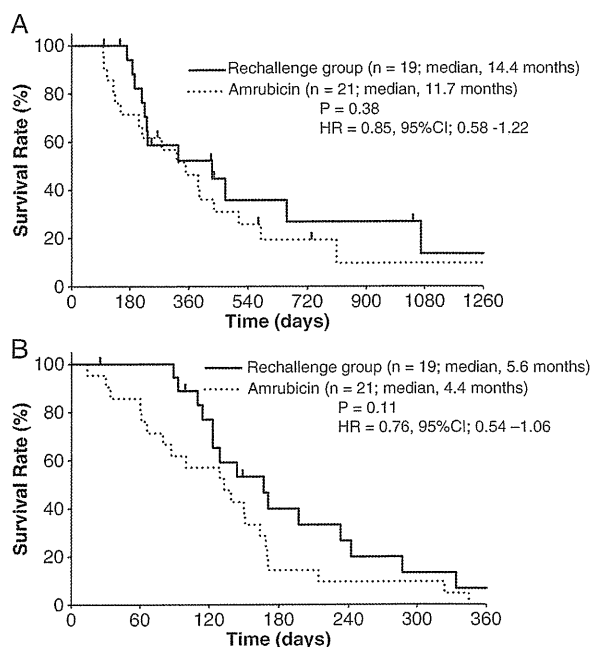 A
Rechallenge group (n = 19; median, 14.4 months)
Amrubicin (n = 21; median, 11.7 months)
P = 0.38
HR = 0.85, 95%CI; 0.58 -1.22
Survival Rate (%)
100
80
60
40
20
0
0 180 360 540 720 900 1080 1260
Time (days)
B
Rechallenge group (n = 19; median, 5.6 months)
Amrubicin (n = 21; median, 4.4 months)
P = 0.11
HR = 0.76, 95%CI; 0.54 –1.06
Survival Rate (%)
100
80
60
40
20
0
0 60 120 180 240 300 360
Time (days)